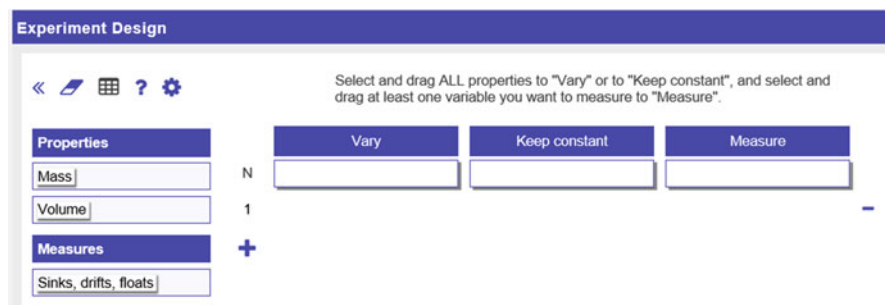 Experiment Design
Select and drag ALL properties to "Vary" or to "Keep constant", and select and
drag at least one variable you want to measure to "Measure".
« ?
Properties
Vary Keep constant Measure
Mass N
Volume 1 −
Measures +
Sinks, drifts, floats